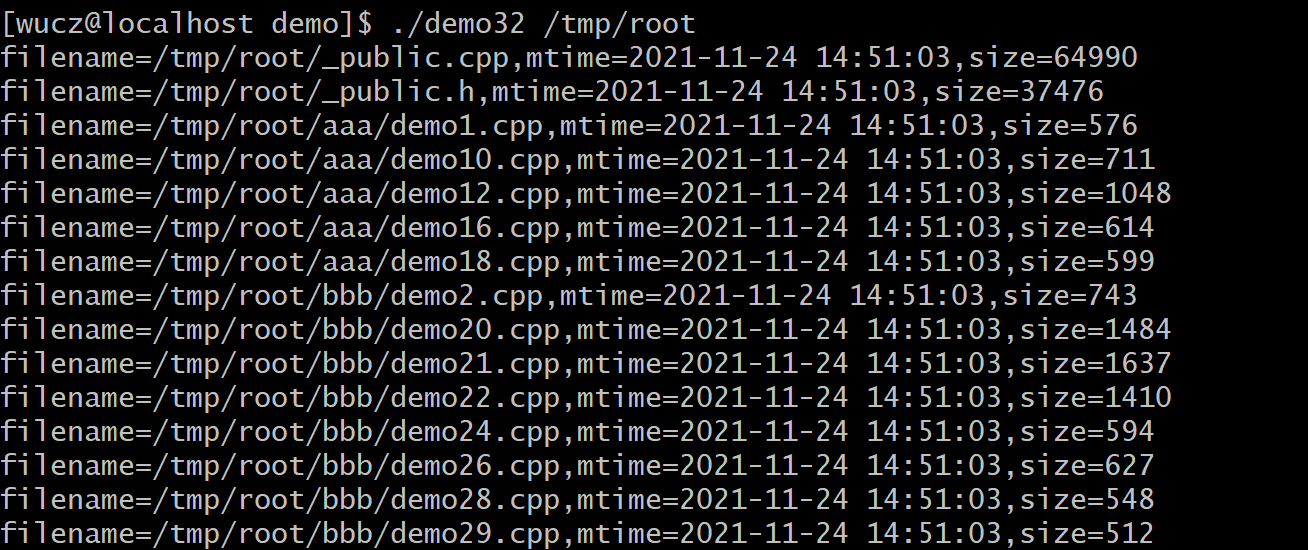 [wucz@localhost demo]$ ./demo32 /tmp/root
filename=/tmp/root/_public.cpp,mtime=2021-11-24 14:51:03,size=64990
filename=/tmp/root/_public.h,mtime=2021-11-24 14:51:03,size=37476
filename=/tmp/root/aaa/demo1.cpp,mtime=2021-11-24 14:51:03,size=576
filename=/tmp/root/aaa/demo10.cpp,mtime=2021-11-24 14:51:03,size=711
filename=/tmp/root/aaa/demo12.cpp,mtime=2021-11-24 14:51:03,size=1048
filename=/tmp/root/aaa/demo16.cpp,mtime=2021-11-24 14:51:03,size=614
filename=/tmp/root/aaa/demo18.cpp,mtime=2021-11-24 14:51:03,size=599
filename=/tmp/root/bbb/demo2.cpp,mtime=2021-11-24 14:51:03,size=743
filename=/tmp/root/bbb/demo20.cpp,mtime=2021-11-24 14:51:03,size=1484
filename=/tmp/root/bbb/demo21.cpp,mtime=2021-11-24 14:51:03,size=1637
filename=/tmp/root/bbb/demo22.cpp,mtime=2021-11-24 14:51:03,size=1410
filename=/tmp/root/bbb/demo24.cpp,mtime=2021-11-24 14:51:03,size=594
filename=/tmp/root/bbb/demo26.cpp,mtime=2021-11-24 14:51:03,size=627
filename=/tmp/root/bbb/demo28.cpp,mtime=2021-11-24 14:51:03,size=548
filename=/tmp/root/bbb/demo29.cpp,mtime=2021-11-24 14:51:03,size=512